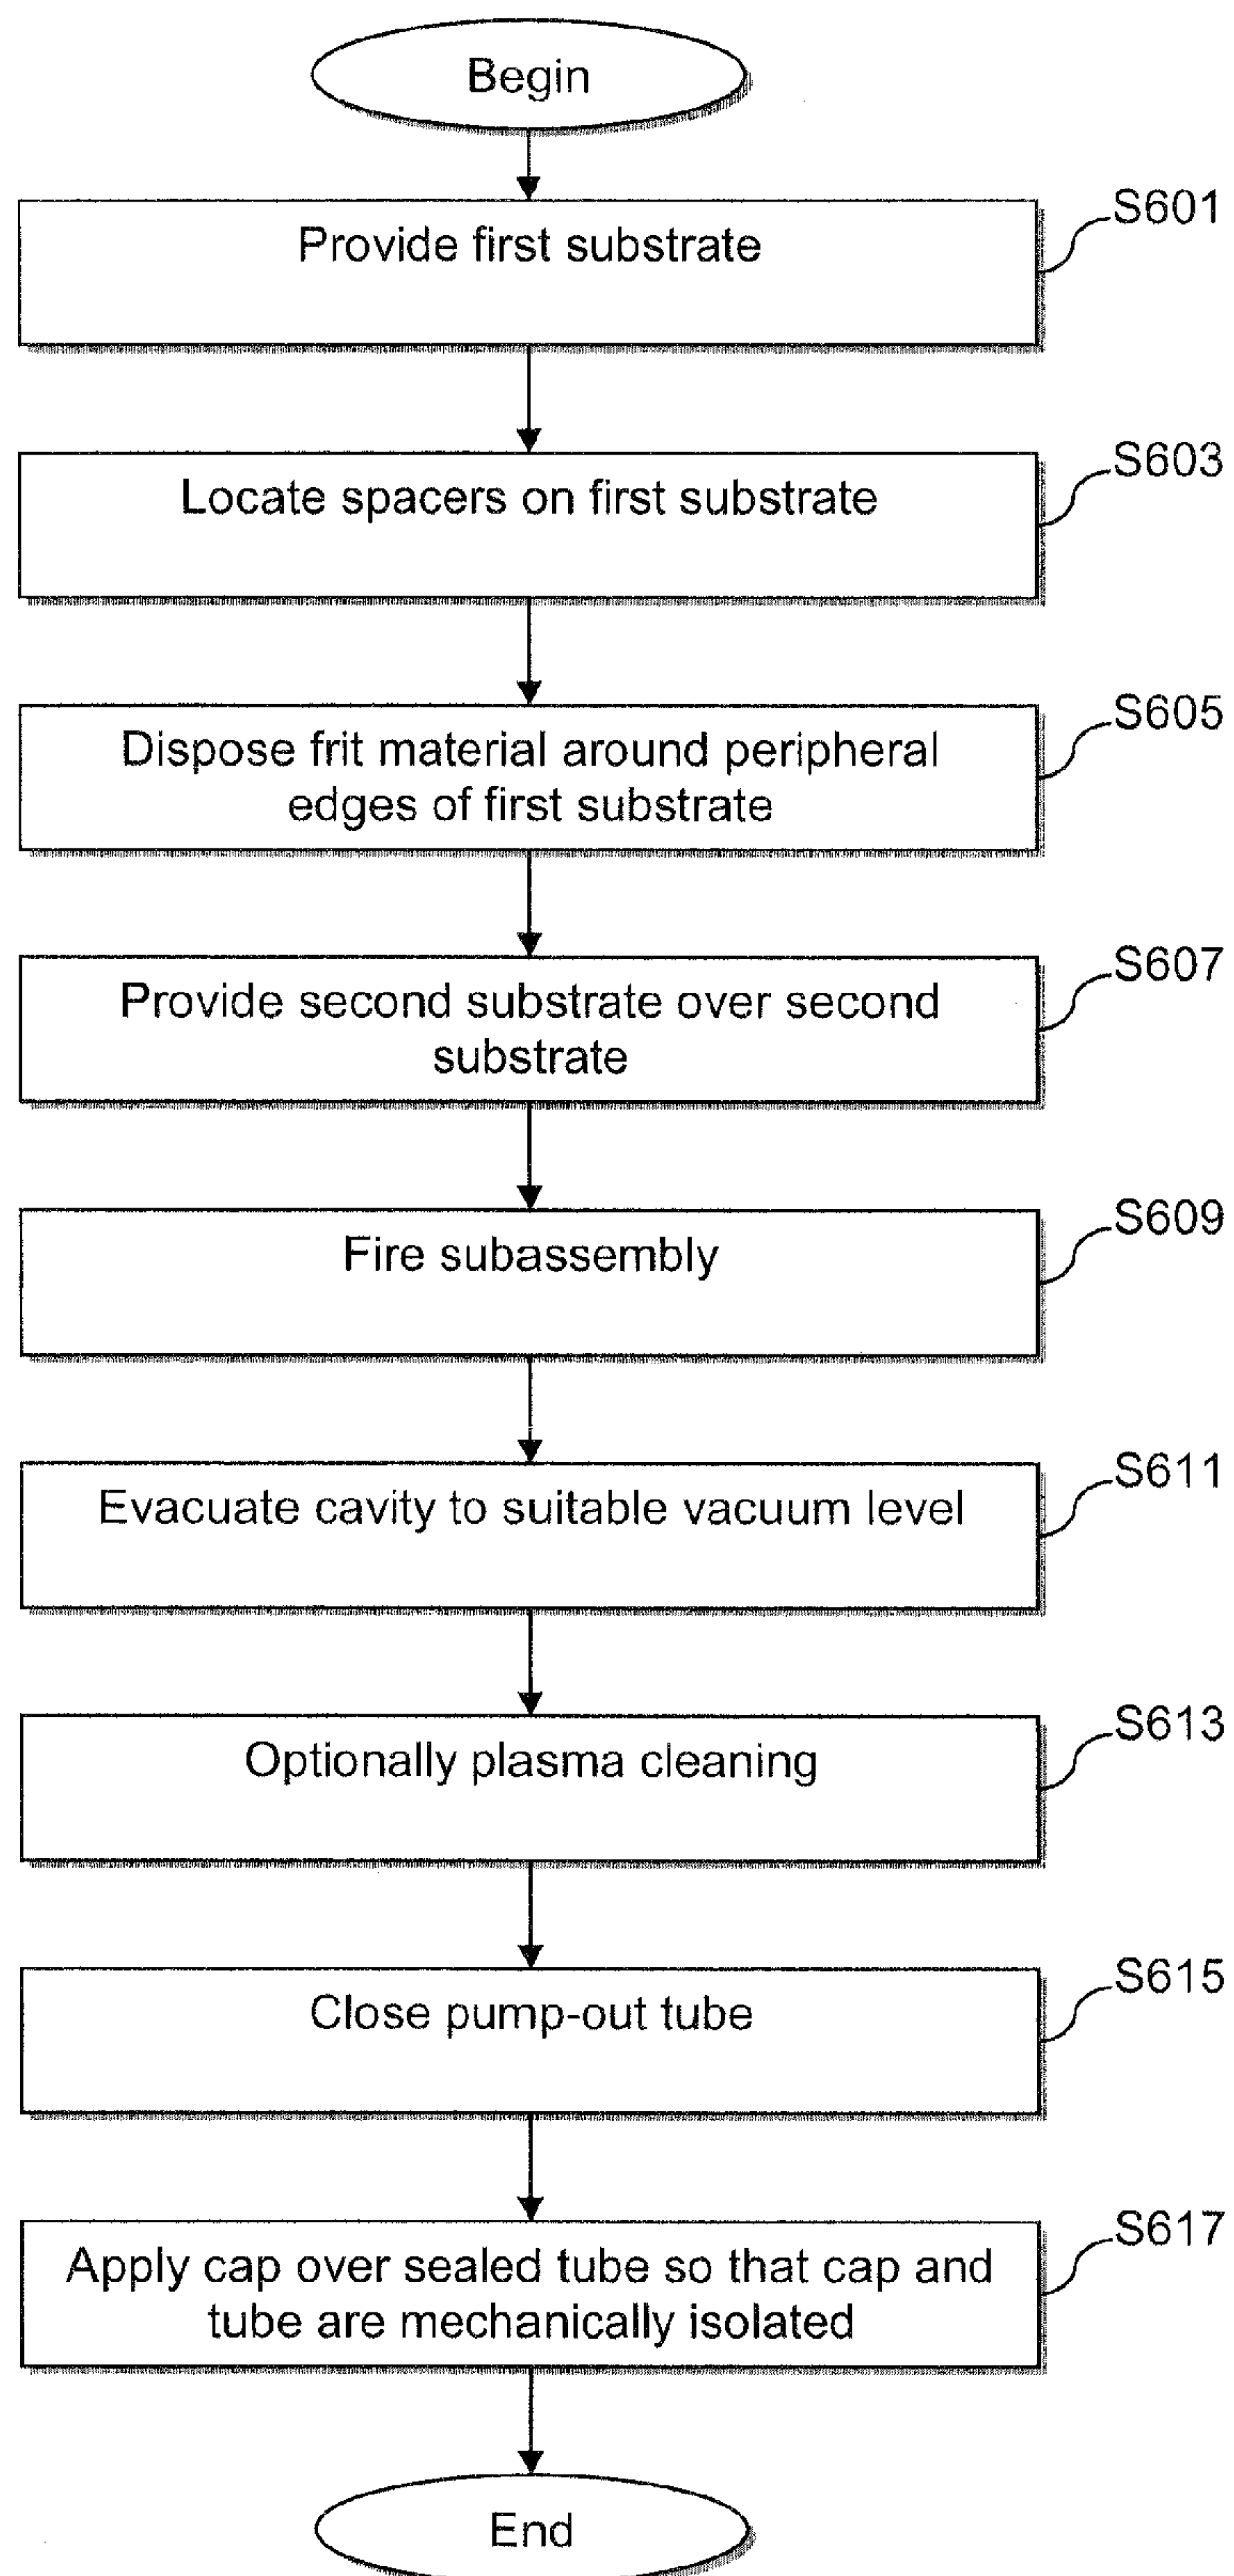 Begin
S601
Provide first substrate
S603
Locate spacers on first substrate
S605
Dispose frit material around peripheral
edges of first substrate
S607
Provide second substrate over second
substrate
S609
Fire subassembly
S611
Evacuate cavity to suitable vacuum level
S613
Optionally plasma cleaning
S615
Close pump-out tube
S617
Apply cap over sealed tube so that cap and
tube are mechanically isolated
End